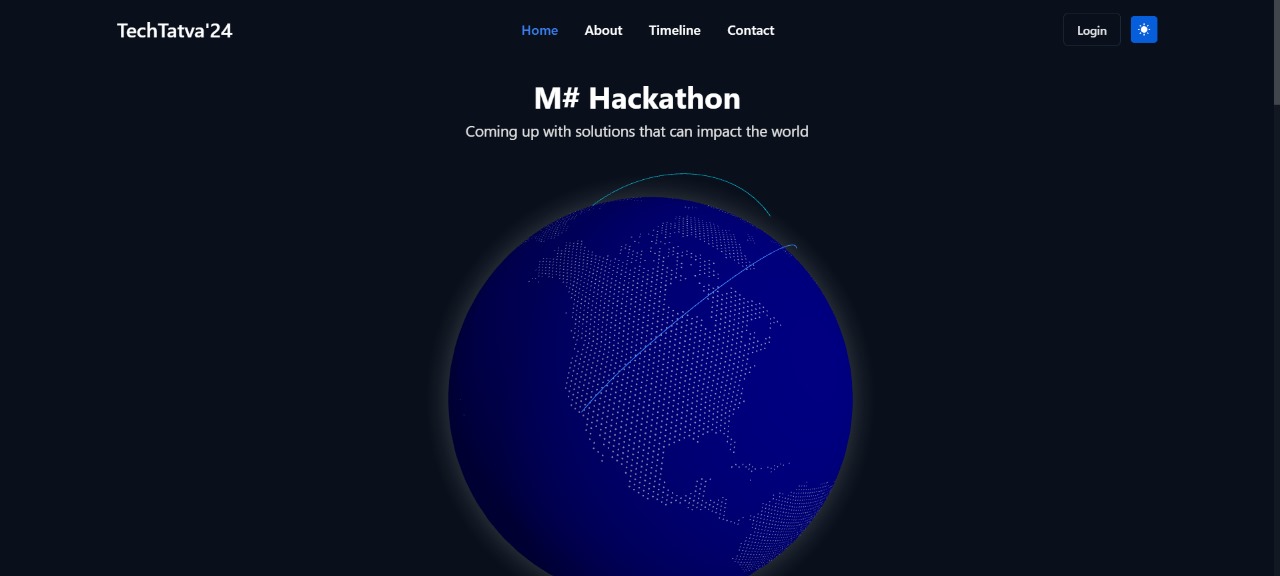 TechTatva'24
Home About Timeline Contact
Login
M# Hackathon
Coming up with solutions that can impact the world